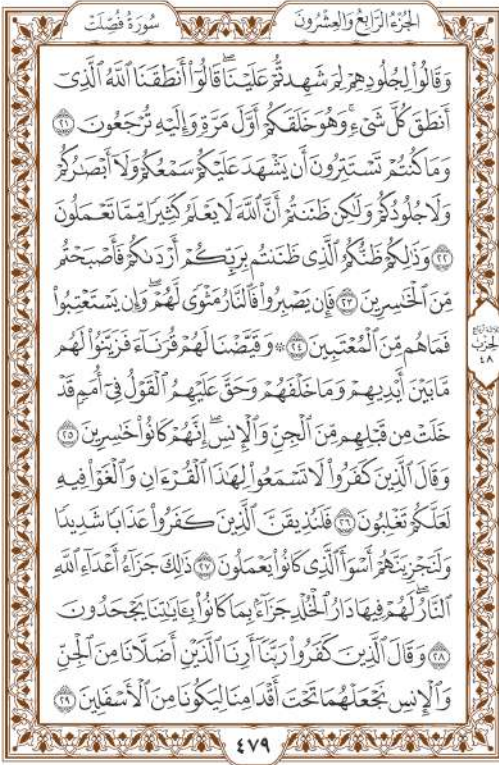 الجُزْءُ الرَّابِعُ وَالعِشْرُونَ
سُورَةُ فُصِّلَتْ
وَقَالُواْ لِجُلُودِهِمْ لِمَ شَهِدتُّمْ عَلَيْنَاۖ قَالُوٓاْ أَنطَقَنَا ٱللَّهُ ٱلَّذِىٓ
أَنطَقَ كُلَّ شَىْءٍۚ وَهُوَ خَلَقَكُمْ أَوَّلَ مَرَّةٍ وَإِلَيْهِ تُرْجَعُونَ ٢١
وَمَا كُنتُمْ تَسْتَتِرُونَ أَن يَشْهَدَ عَلَيْكُمْ سَمْعُكُمْ وَلَآ أَبْصَٰرُكُمْ
وَلَا جُلُودُكُمْ وَلَٰكِن ظَنَنتُمْ أَنَّ ٱللَّهَ لَا يَعْلَمُ كَثِيرًا مِّمَّا تَعْمَلُونَ
٢٢ وَذَٰلِكُمْ ظَنُّكُمُ ٱلَّذِى ظَنَنتُم بِرَبِّكُمْ أَرْدَىٰكُمْ فَأَصْبَحْتُم
مِّنَ ٱلْخَٰسِرِينَ ٢٣ فَإِن يَصْبِرُواْ فَٱلنَّارُ مَثْوًى لَّهُمْۖ وَإِن يَسْتَعْتِبُواْ
فَمَا هُم مِّنَ ٱلْمُعْتَبِينَ ٢٤ ۞ وَقَيَّضْنَا لَهُمْ قُرَنَآءَ فَزَيَّنُواْ لَهُم
مَّا بَيْنَ أَيْدِيهِمْ وَمَا خَلْفَهُمْ وَحَقَّ عَلَيْهِمُ ٱلْقَوْلُ فِىٓ أُمَمٍ قَدْ
خَلَتْ مِن قَبْلِهِم مِّنَ ٱلْجِنِّ وَٱلْإِنسِۖ إِنَّهُمْ كَانُواْ خَٰسِرِينَ ٢٥
وَقَالَ ٱلَّذِينَ كَفَرُواْ لَا تَسْمَعُواْ لِهَٰذَا ٱلْقُرْءَانِ وَٱلْغَوْاْ فِيهِ
لَعَلَّكُمْ تَغْلِبُونَ ٢٦ فَلَنُذِيقَنَّ ٱلَّذِينَ كَفَرُواْ عَذَابًا شَدِيدًا
وَلَنَجْزِيَنَّهُمْ أَسْوَأَ ٱلَّذِى كَانُواْ يَعْمَلُونَ ٢٧ ذَٰلِكَ جَزَآءُ أَعْدَآءِ ٱللَّهِ
ٱلنَّارُۖ لَهُمْ فِيهَا دَارُ ٱلْخُلْدِ جَزَآءًۢ بِمَا كَانُواْ بِـَٔايَٰتِنَا يَجْحَدُونَ
٢٨ وَقَالَ ٱلَّذِينَ كَفَرُواْ رَبَّنَآ أَرِنَا ٱلَّذَيْنِ أَضَلَّانَا مِنَ ٱلْجِنِّ
وَٱلْإِنسِ نَجْعَلْهُمَا تَحْتَ أَقْدَامِنَا لِيَكُونَا مِنَ ٱلْأَسْفَلِينَ ٢٩
الحِزْبُ
٤٨
٤٧٩